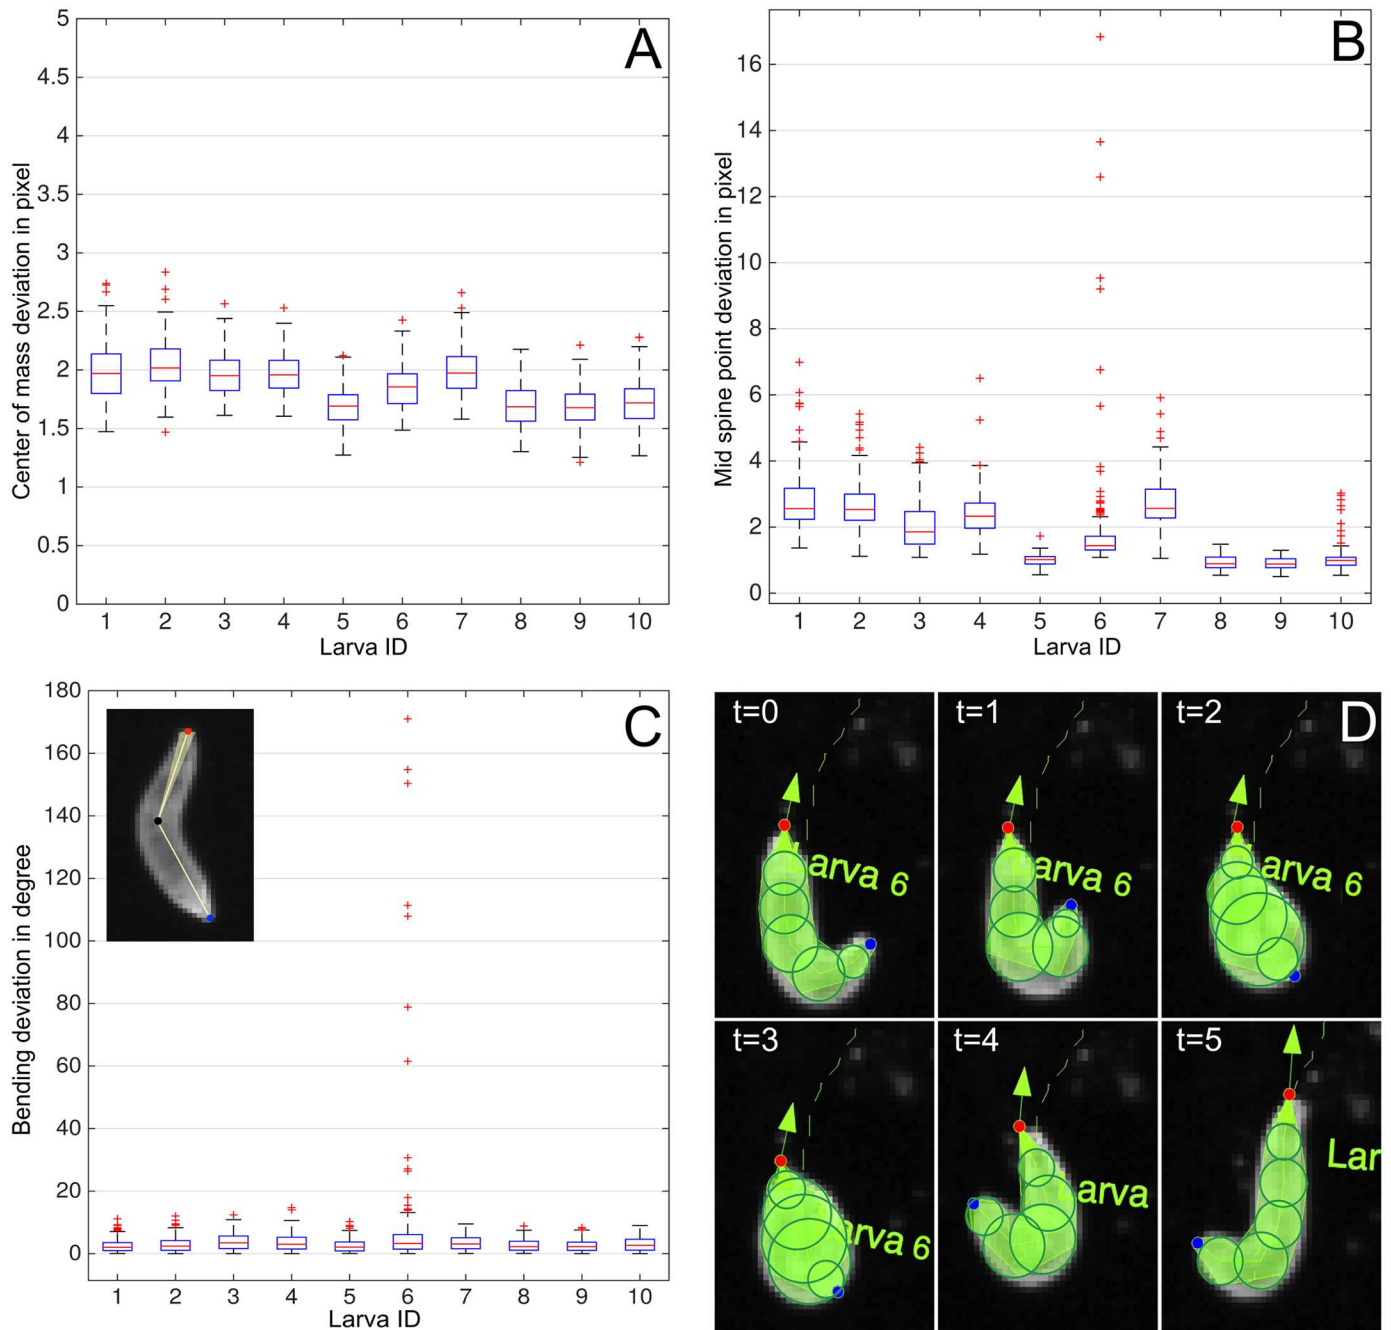 A
5
4.5
4
3.5
3
2.5
2
1.5
1
0.5
0
Center of mass deviation in pixel
1 2 3 4 5 6 7 8 9 10
Larva ID
B
16
14
12
10
8
6
4
2
0
Mid spine point deviation in pixel
1 2 3 4 5 6 7 8 9 10
Larva ID
C
180
160
140
120
100
80
60
40
20
0
Bending deviation in degree
1 2 3 4 5 6 7 8 9 10
Larva ID
D
t=0
Larva 6
t=1
Larva 6
t=2
Larva 6
t=3
arva 6
t=4
Larva
t=5
Lar